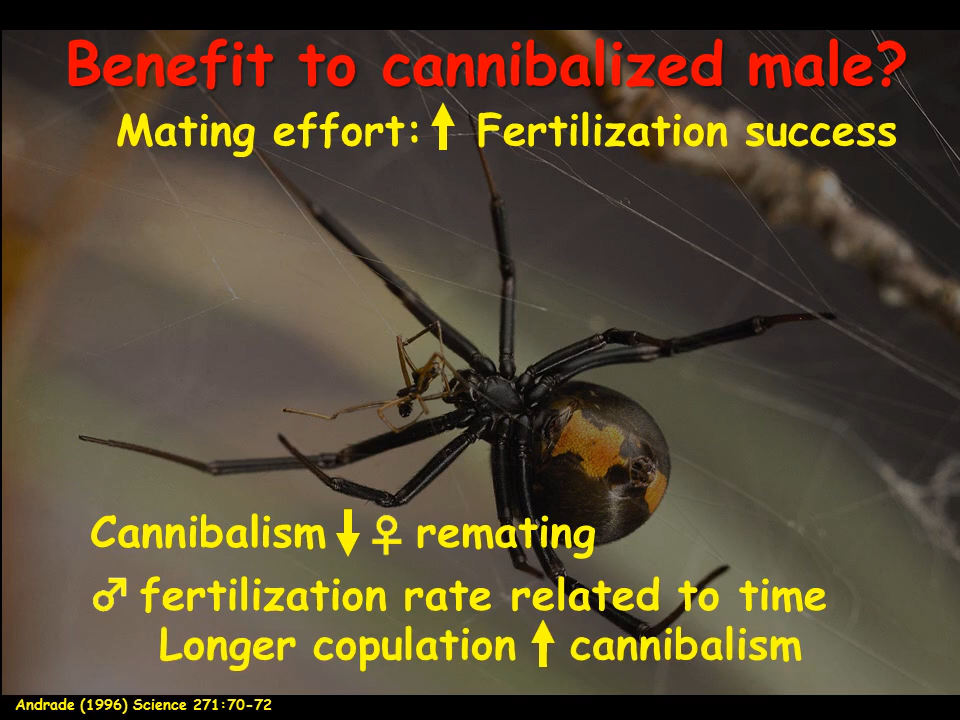 Benefit to cannibalized male?
Mating effort: ↑ Fertilization success
Cannibalism ↓ ♀ remating
♂ fertilization rate related to time
Longer copulation ↑ cannibalism
Andrade (1996) Science 271:70-72